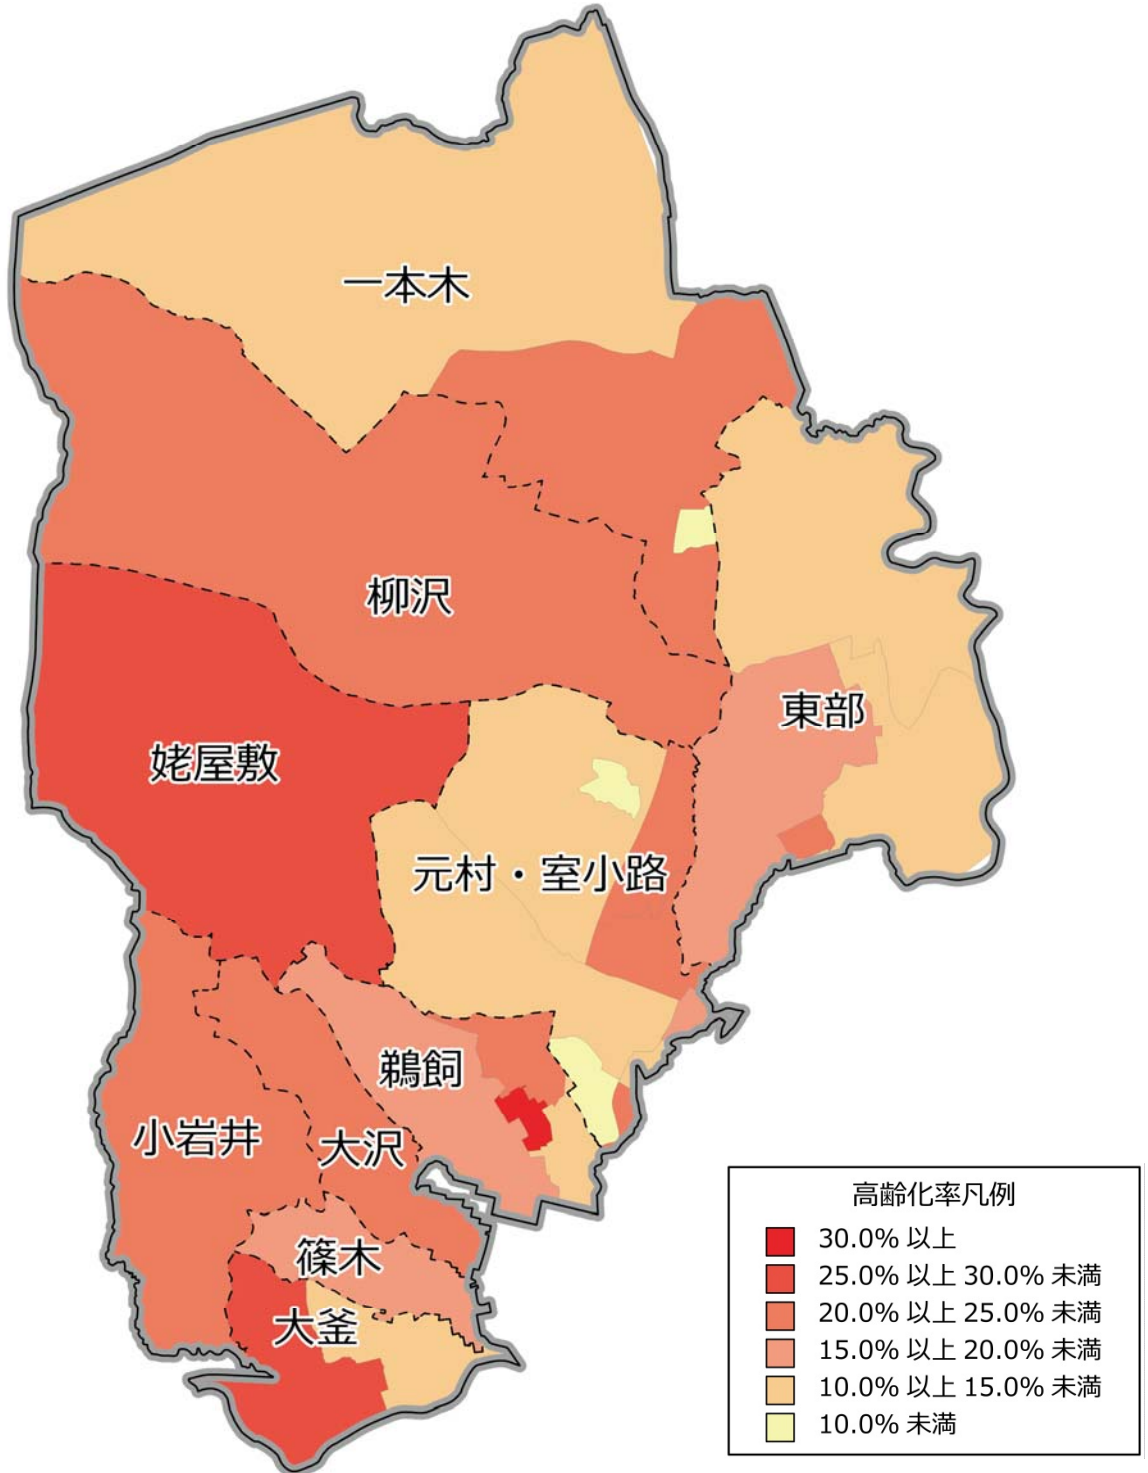 一本木
柳沢
東部
姥屋敷
元村・室小路
鵜飼
小岩井
大沢
篠木
大釜
高齢化率凡例
30.0% 以上
25.0% 以上 30.0% 未満
20.0% 以上 25.0% 未満
15.0% 以上 20.0% 未満
10.0% 以上 15.0% 未満
10.0% 未満